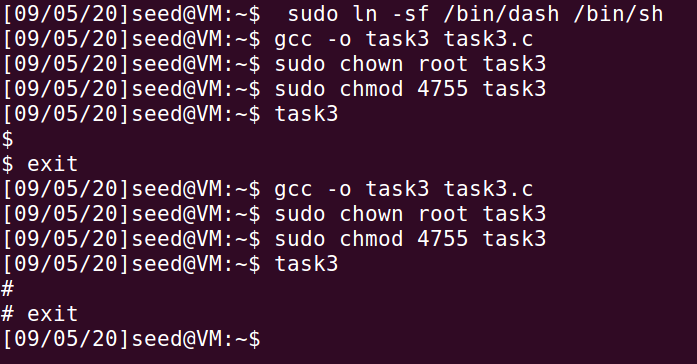 [09/05/20]seed@VM:~$  sudo ln -sf /bin/dash /bin/sh
[09/05/20]seed@VM:~$ gcc -o task3 task3.c
[09/05/20]seed@VM:~$ sudo chown root task3
[09/05/20]seed@VM:~$ sudo chmod 4755 task3
[09/05/20]seed@VM:~$ task3
$
$ exit
[09/05/20]seed@VM:~$ gcc -o task3 task3.c
[09/05/20]seed@VM:~$ sudo chown root task3
[09/05/20]seed@VM:~$ sudo chmod 4755 task3
[09/05/20]seed@VM:~$ task3
#
# exit
[09/05/20]seed@VM:~$